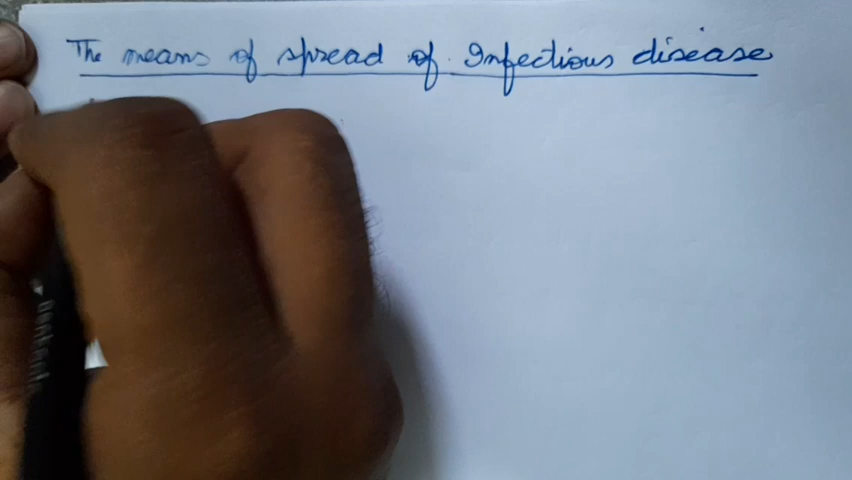 The means of spread of Infectious disease